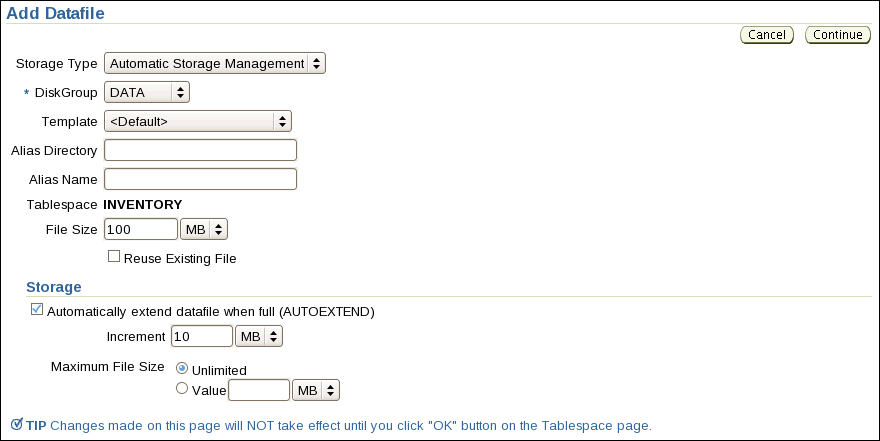 Add Datafile
Cancel Continue
Storage Type Automatic Storage Management
* DiskGroup DATA
Template <Default>
Alias Directory
Alias Name
Tablespace INVENTORY
File Size 100 MB
Reuse Existing File
Storage
Automatically extend datafile when full (AUTOEXTEND)
Increment 10 MB
Maximum File Size Unlimited
Value MB
TIP Changes made on this page will NOT take effect until you click "OK" button on the Tablespace page.